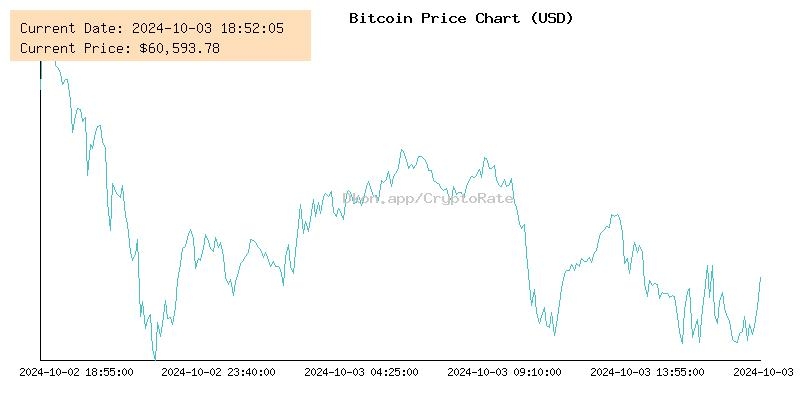 Bitcoin Price Chart (USD)
Current Date: 2024-10-03 18:52:05
Current Price: $60,593.78
Dkon.app/CryptoRate
2024-10-02 18:55:00 2024-10-02 23:40:00 2024-10-03 04:25:00 2024-10-03 09:10:00 2024-10-03 13:55:00 2024-10-03